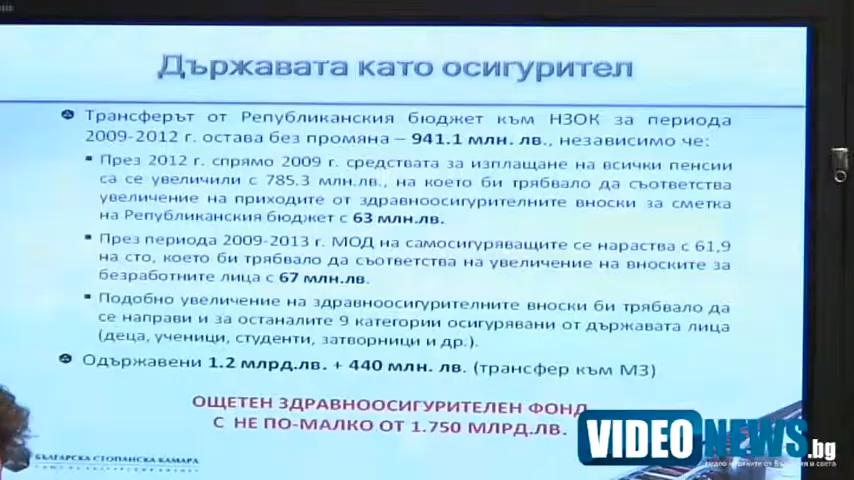 Държавата като осигурител
Трансферът от Републиканския бюджет към НЗОК за периода
2009-2012 г. остава без промяна – 941.1 млн. лв., независимо че:
През 2012 г. спрямо 2009 г. средствата за изплащане на всички пенсии
са се увеличили с 785.3 млн.лв., на което би трябвало да съответства
увеличение на приходите от здравноосигурителните вноски за сметка
на Републиканския бюджет с 63 млн.лв.
През периода 2009-2013 г. МОД на самосигуряващите се нараства с 61,9
на сто, което би трябвало да съответства на увеличение на вноските за
безработните лица с 67 млн.лв.
Подобно увеличение на здравноосигурителните вноски би трябвало да
се направи и за останалите 9 категории осигурявани от държавата лица
(деца, ученици, студенти, затворници и др.).
Одържавени 1.2 млрд.лв. + 440 млн. лв. (трансфер към МЗ)
ОЩЕТЕН ЗДРАВНООСИГУРИТЕЛЕН ФОНД
С НЕ ПО-МАЛКО ОТ 1.750 МЛРД.ЛВ.
VIDEONEWS.bg
БЪЛГАРСКА СТОПАНСКА КАМАРА